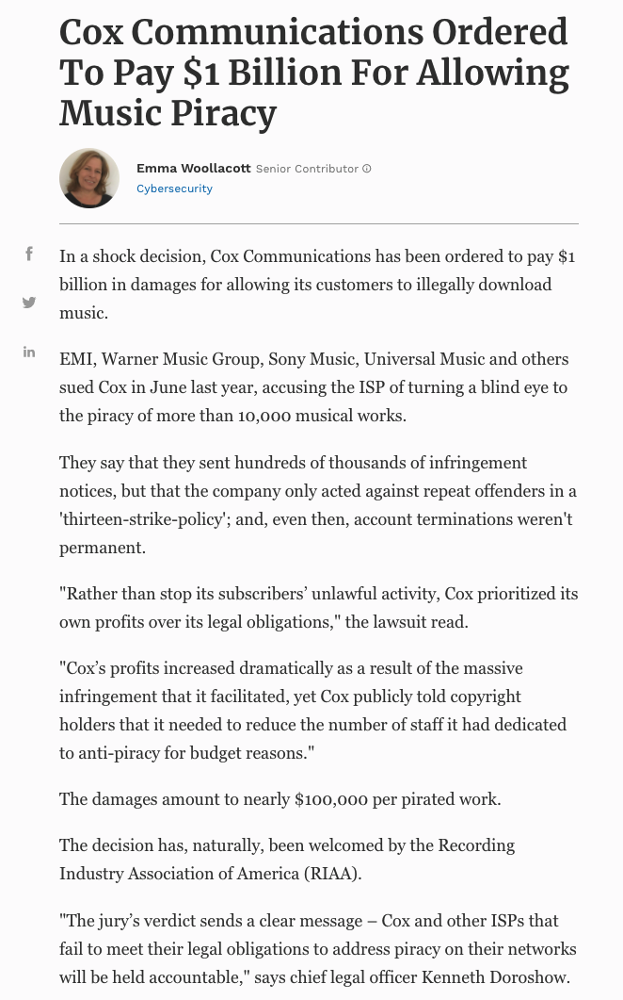 Cox Communications Ordered
To Pay $1 Billion For Allowing
Music Piracy
Emma Woollacott Senior Contributor
Cybersecurity
In a shock decision, Cox Communications has been ordered to pay $1
billion in damages for allowing its customers to illegally download
music.
EMI, Warner Music Group, Sony Music, Universal Music and others
sued Cox in June last year, accusing the ISP of turning a blind eye to
the piracy of more than 10,000 musical works.
They say that they sent hundreds of thousands of infringement
notices, but that the company only acted against repeat offenders in a
'thirteen-strike-policy'; and, even then, account terminations weren't
permanent.
"Rather than stop its subscribers’ unlawful activity, Cox prioritized its
own profits over its legal obligations," the lawsuit read.
"Cox’s profits increased dramatically as a result of the massive
infringement that it facilitated, yet Cox publicly told copyright
holders that it needed to reduce the number of staff it had dedicated
to anti-piracy for budget reasons."
The damages amount to nearly $100,000 per pirated work.
The decision has, naturally, been welcomed by the Recording
Industry Association of America (RIAA).
"The jury’s verdict sends a clear message – Cox and other ISPs that
fail to meet their legal obligations to address piracy on their networks
will be held accountable," says chief legal officer Kenneth Doroshow.